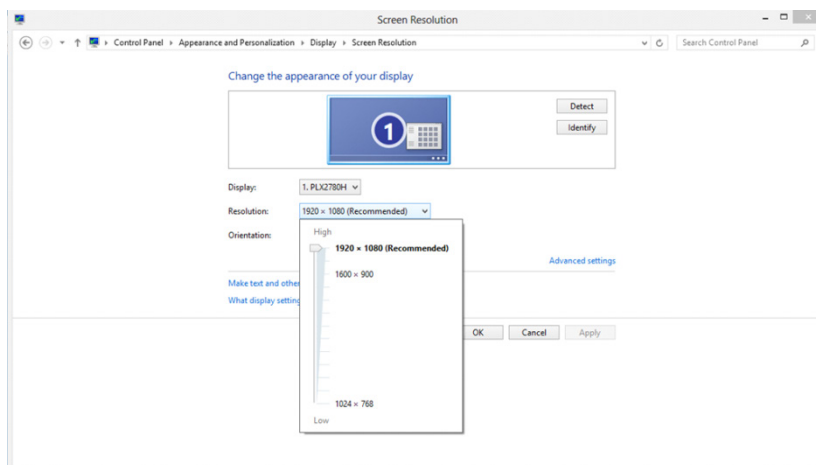 Screen Resolution
Control Panel Appearance and Personalization Display Screen Resolution
Search Control Panel
Change the appearance of your display
1
Detect
Identify
Display: 1. PLX2780H
Resolution: 1920 × 1080 (Recommended)
Orientation:
High
1920 × 1080 (Recommended)
1600 × 900
1024 × 768
Low
Advanced settings
Make text and other
What display setting
OK Cancel Apply